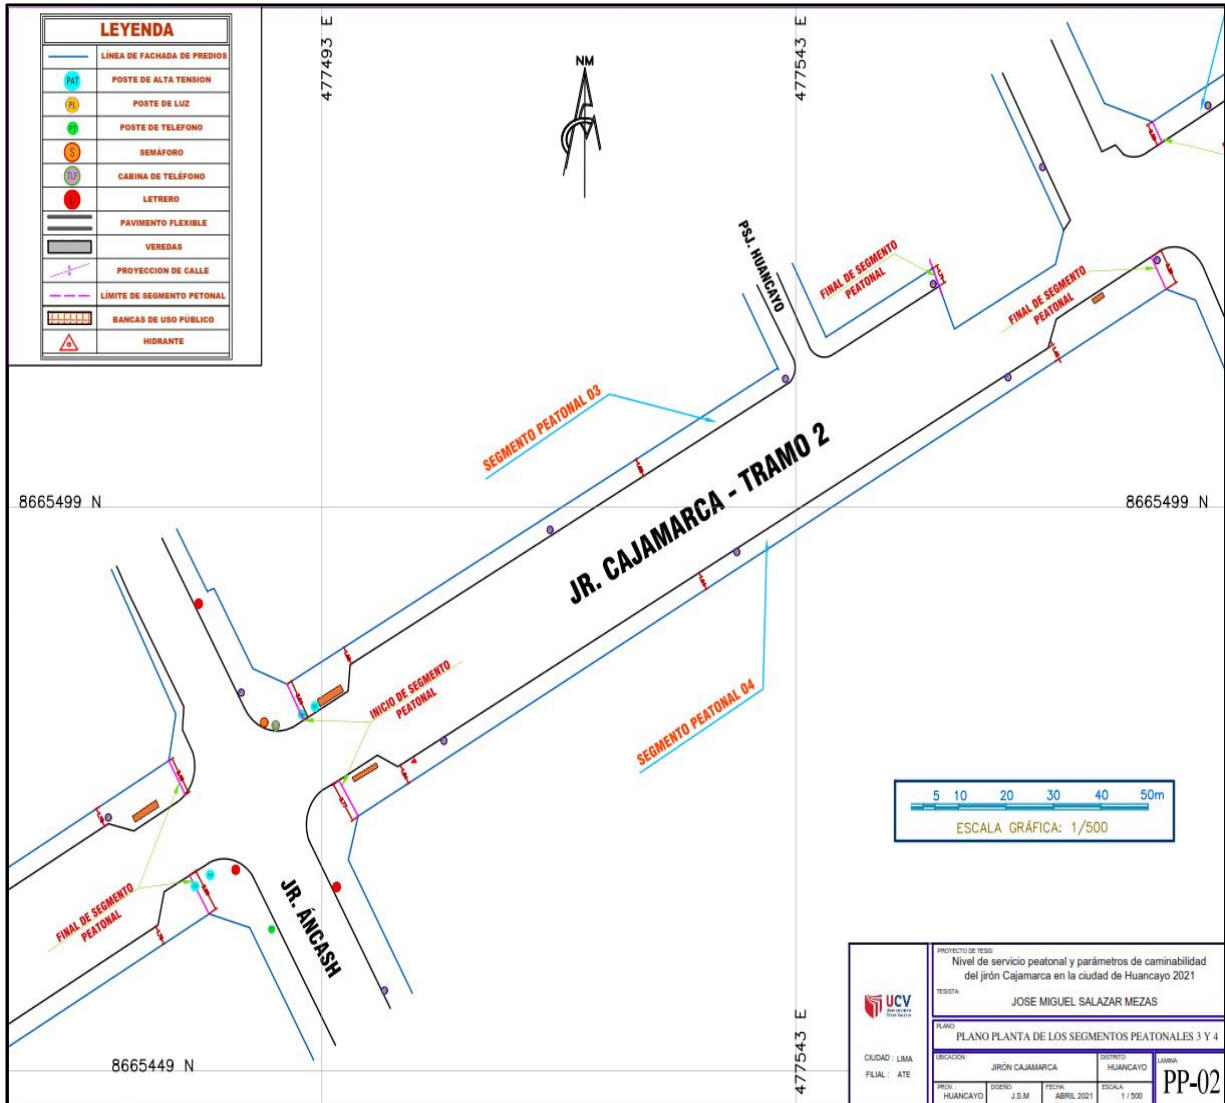 LEYENDA
LÍNEA DE FACHADA DE PREDIOS
PAT
POSTE DE ALTA TENSION
PL
POSTE DE LUZ
PT
POSTE DE TELEFONO
S
SEMÁFORO
TLF
CABINA DE TELÉFONO
L
LETRERO
PAVIMENTO FLEXIBLE
VEREDAS
PROYECCION DE CALLE
LÍMITE DE SEGMENTO PETONAL
BANCAS DE USO PÚBLICO
HIDRANTE
477493 E
477543 E
NM
PSJ. HUANCAYO
FINAL DE SEGMENTO
PEATONAL
FINAL DE SEGMENTO
PEATONAL
SEGMENTO PEATONAL 03
JR. CAJAMARCA - TRAMO 2
8665499 N
8665499 N
INICIO DE SEGMENTO
PEATONAL
SEGMENTO PEATONAL 04
5 10 20 30 40 50m
ESCALA GRÁFICA: 1/500
FINAL DE SEGMENTO
PEATONAL
JR. ÁNCASH
8665449 N
477543 E
UCV
CIUDAD : LIMA
FILIAL : ATE
PROYECTO DE TESIS:
Nivel de servicio peatonal y parámetros de caminabilidad
del jirón Cajamarca en la ciudad de Huancayo 2021
TESISTA:
JOSE MIGUEL SALAZAR MEZAS
PLANO:
PLANO PLANTA DE LOS SEGMENTOS PEATONALES 3 Y 4
UBICACIÓN:
JIRÓN CAJAMARCA
DISTRITO:
HUANCAYO
LAMINA:
PP-02
PROV.:
HUANCAYO
DISEÑO:
J.S.M
FECHA:
ABRIL 2021
ESCALA:
1 / 500